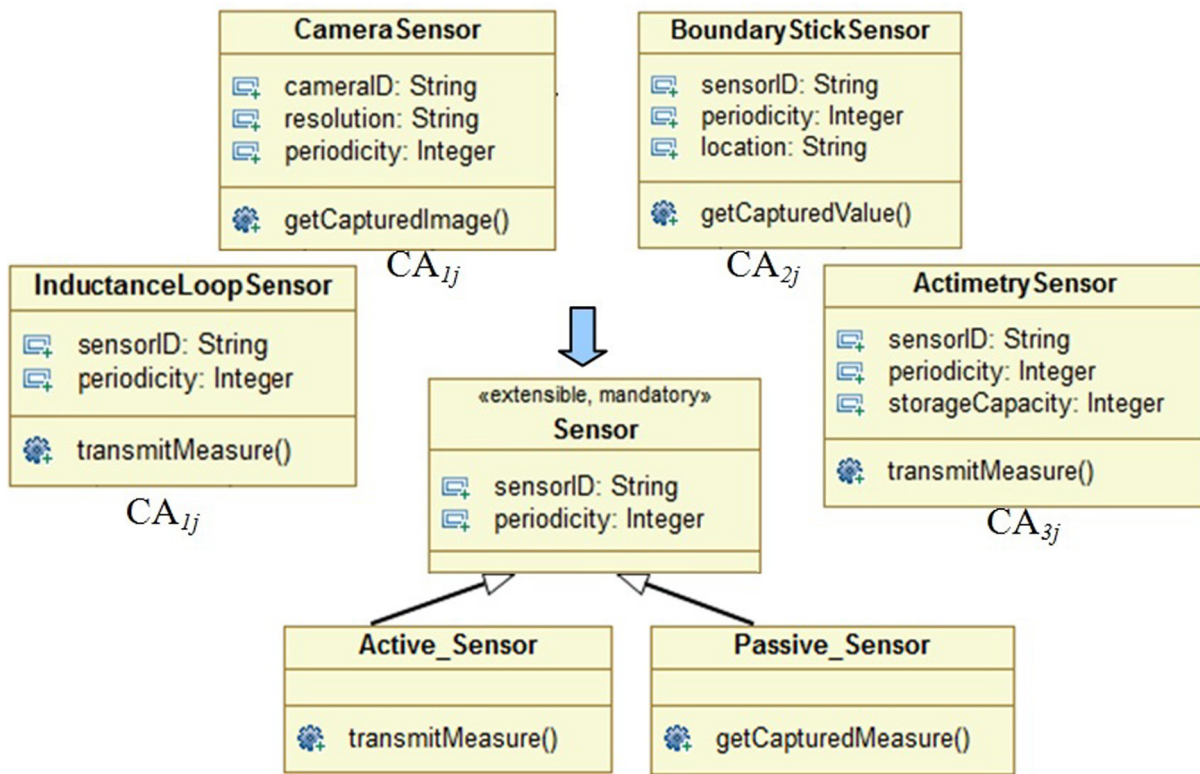 CameraSensor
cameraID: String
resolution: String
periodicity: Integer
getCapturedImage()
CA1j
BoundaryStickSensor
sensorID: String
periodicity: Integer
location: String
getCapturedValue()
CA2j
InductanceLoopSensor
sensorID: String
periodicity: Integer
transmitMeasure()
CA1j
ActimetrySensor
sensorID: String
periodicity: Integer
storageCapacity: Integer
transmitMeasure()
CA3j
«extensible, mandatory»
Sensor
sensorID: String
periodicity: Integer
Active_Sensor
transmitMeasure()
Passive_Sensor
getCapturedMeasure()